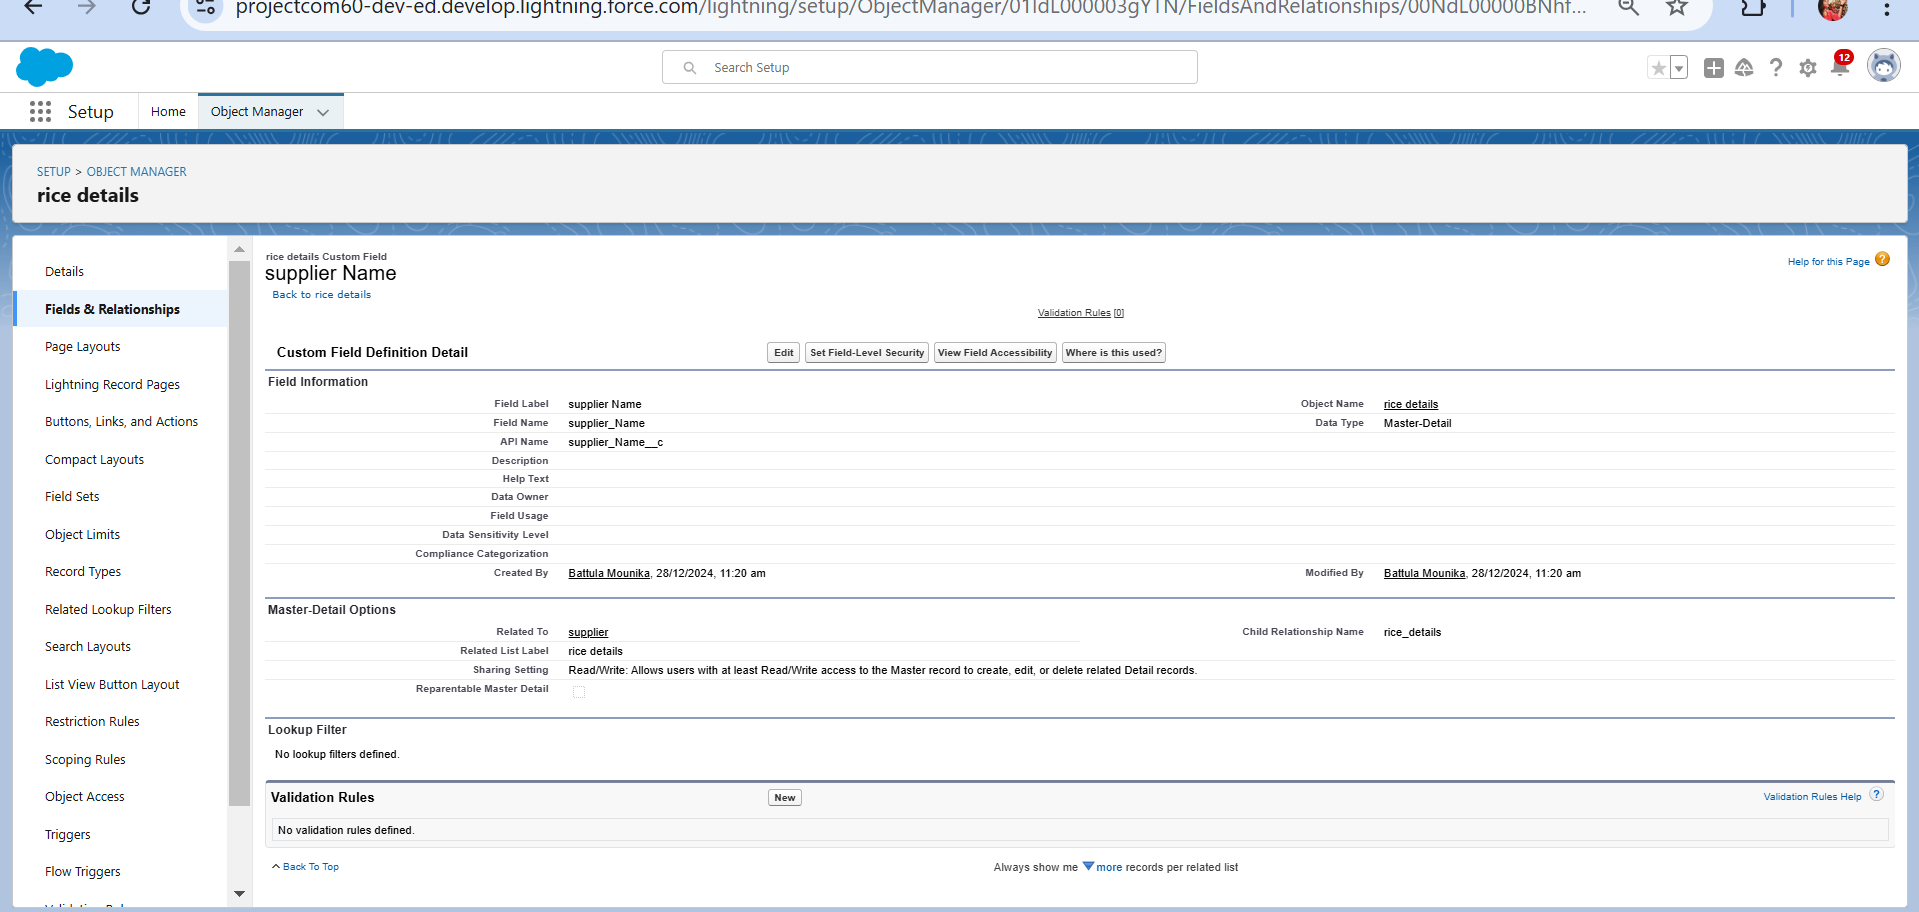 projectcom60-dev-ed.develop.lightning.force.com/lightning/setup/ObjectManager/01IdL000003gYTN/FieldsAndRelationships/00NdL00000BNhf...
Search Setup
12
Setup
Home
Object Manager
SETUP > OBJECT MANAGER
rice details
Details
Fields & Relationships
Page Layouts
Lightning Record Pages
Buttons, Links, and Actions
Compact Layouts
Field Sets
Object Limits
Record Types
Related Lookup Filters
Search Layouts
List View Button Layout
Restriction Rules
Scoping Rules
Object Access
Triggers
Flow Triggers
rice details Custom Field
supplier Name
Back to rice details
Help for this Page
Validation Rules [0]
Custom Field Definition Detail
Edit
Set Field-Level Security
View Field Accessibility
Where is this used?
Field Information
Field Label supplier Name
Object Name rice details
Field Name supplier_Name
Data Type Master-Detail
API Name supplier_Name__c
Description
Help Text
Data Owner
Field Usage
Data Sensitivity Level
Compliance Categorization
Created By Battula Mounika, 28/12/2024, 11:20 am
Modified By Battula Mounika, 28/12/2024, 11:20 am
Master-Detail Options
Related To supplier
Child Relationship Name rice_details
Related List Label rice details
Sharing Setting Read/Write: Allows users with at least Read/Write access to the Master record to create, edit, or delete related Detail records.
Reparentable Master Detail
Lookup Filter
No lookup filters defined.
Validation Rules
New
Validation Rules Help ?
No validation rules defined.
Back To Top
Always show me more records per related list